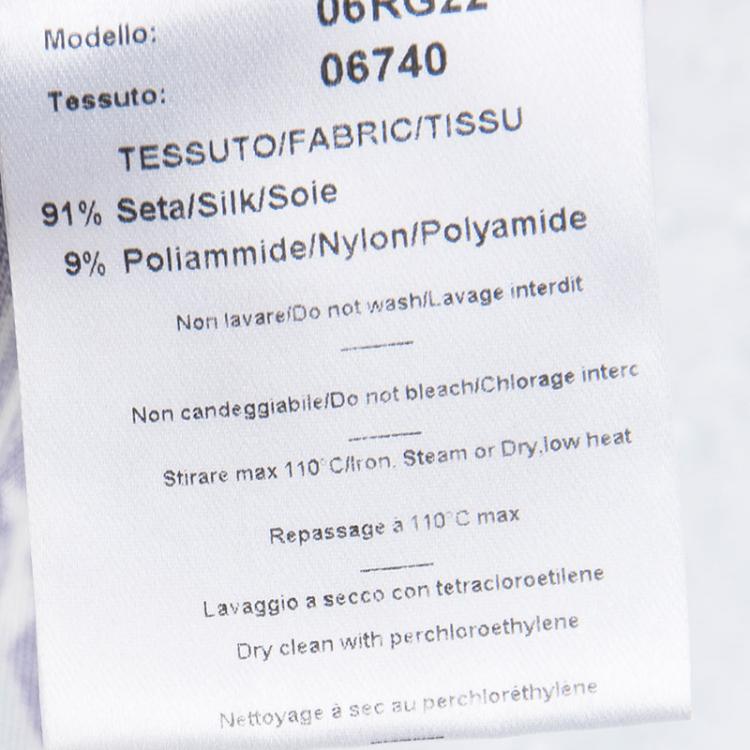 Modello: 06RG22
06740
Tessuto:
TESSUTO/FABRIC/TISSU
91% Seta/Silk/Soie
9% Poliammide/Nylon/Polyamide
Non lavare/Do not wash/Lavage interdit
Non candeggiabile/Do not bleach/Chlorage interc
Stirare max 110°C/Iron. Steam or Dry,low heat
Repassage à 110°C max
Lavaggio a secco con tetracloroetilene
Dry clean with perchloroethylene
Nettoyage à sec au perchloréthylène